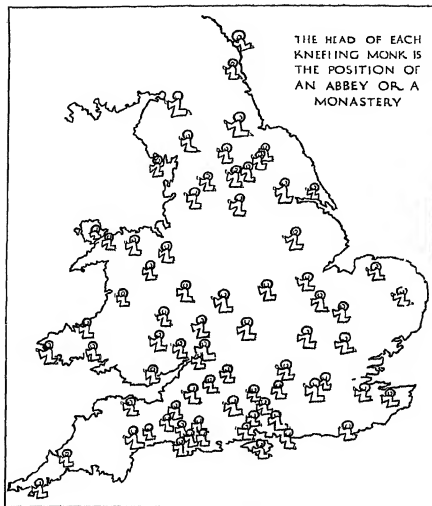 THE HEAD OF EACH
KNEELING MONK IS
THE POSITION OF
AN ABBEY OR A
MONASTERY